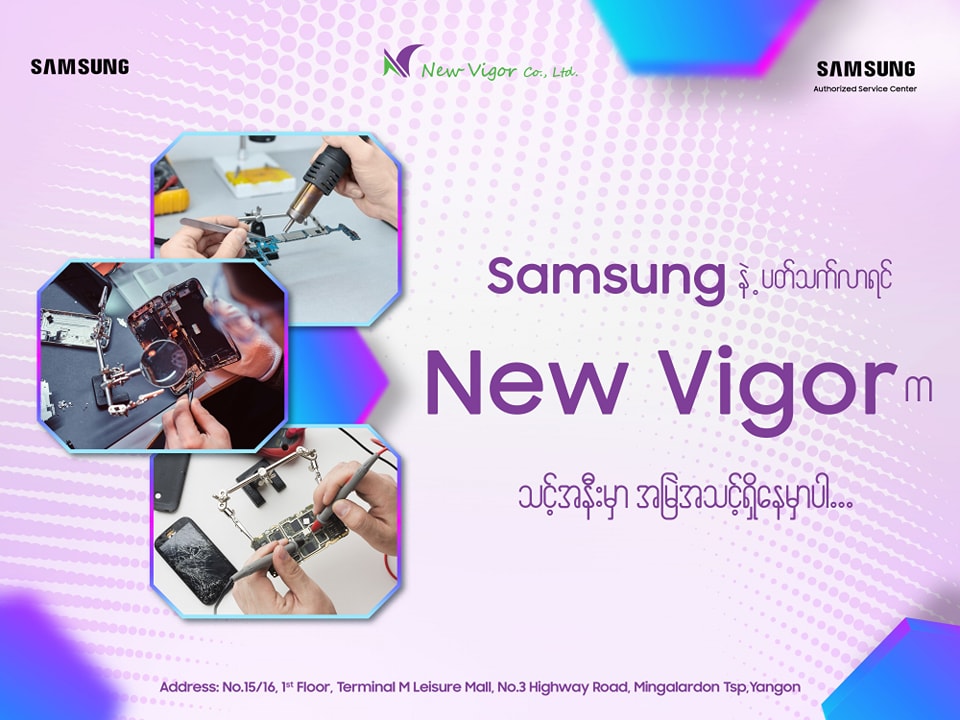 SAMSUNG
New Vigor Co., Ltd.
SAMSUNG
Authorized Service Center
Samsung နဲ့ ပတ်သက်လာရင်
New Vigor က
သင့်အနီးမှာ အမြဲအသင့်ရှိနေမှာပါ...
Address: No.15/16, 1st Floor, Terminal M Leisure Mall, No.3 Highway Road, Mingalardon Tsp,Yangon